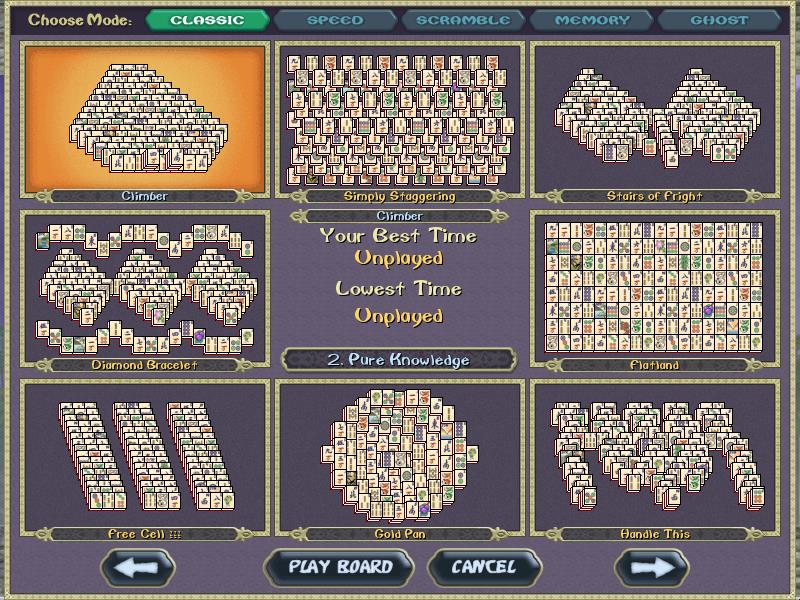 Choose Mode: CLASSIC SPEED SCRAMBLE MEMORY GHOST
Climber
Simply Staggering
Stairs of Fright
Climber
Your Best Time
Unplayed
Lowest Time
Unplayed
2. Pure Knowledge
Diamond Bracelet
Flatland
Free Cell
Gold Pan
Handle This
PLAY BOARD
CANCEL